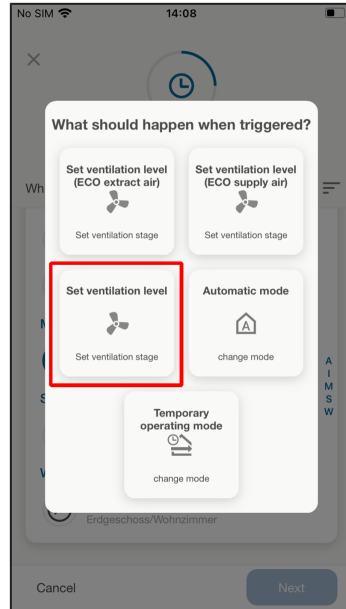 No SIM 14:08
What should happen when triggered?
Set ventilation level
(ECO extract air)
Set ventilation stage
Set ventilation level
(ECO supply air)
Set ventilation stage
Wh
Set ventilation level
Set ventilation stage
Automatic mode
A
change mode
A
I
M
S
W
Temporary
operating mode
change mode
Erdgeschoss/Wohnzimmer
Cancel
Next